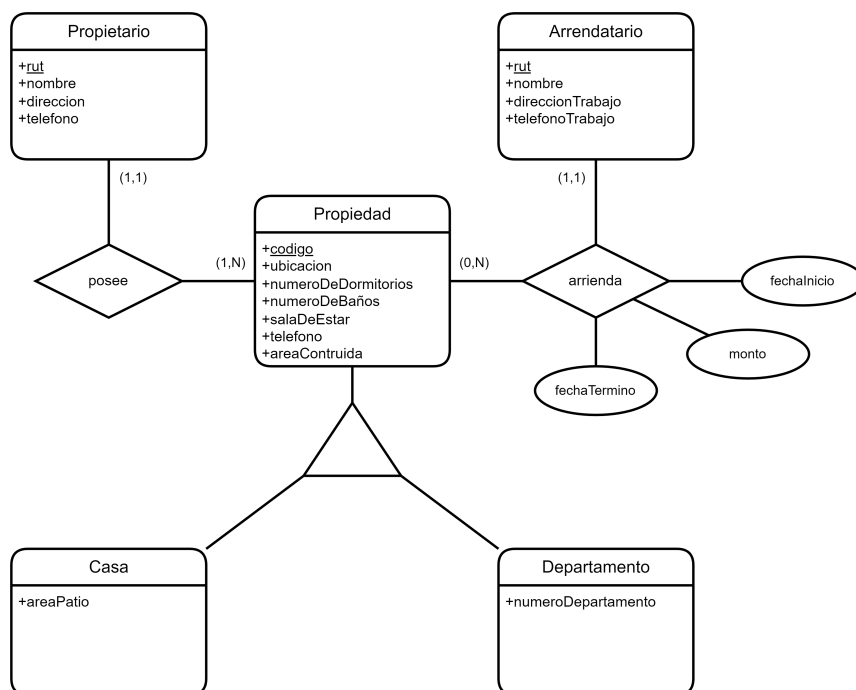 Propietario
+rut
+nombre
+direccion
+telefono
Arrendatario
+rut
+nombre
+direccionTrabajo
+telefonoTrabajo
(1,1)
(1,1)
Propiedad
+codigo
+ubicacion
+numeroDeDormitorios
+numeroDeBaños
+salaDeEstar
+telefono
+areaContruida
posee
(1,N)
(0,N)
arrienda
fechaInicio
monto
fechaTermino
Casa
+areaPatio
Departamento
+numeroDepartamento